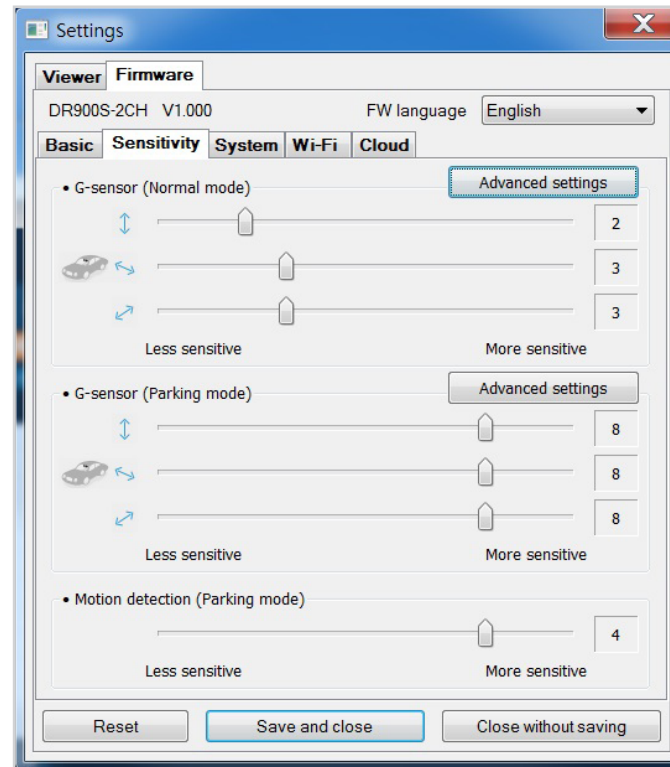 Settings
Viewer Firmware
DR900S-2CH V1.000 FW language English
Basic Sensitivity System Wi-Fi Cloud
• G-sensor (Normal mode) Advanced settings
2
3
3
Less sensitive More sensitive
• G-sensor (Parking mode) Advanced settings
8
8
8
Less sensitive More sensitive
• Motion detection (Parking mode)
4
Less sensitive More sensitive
Reset Save and close Close without saving